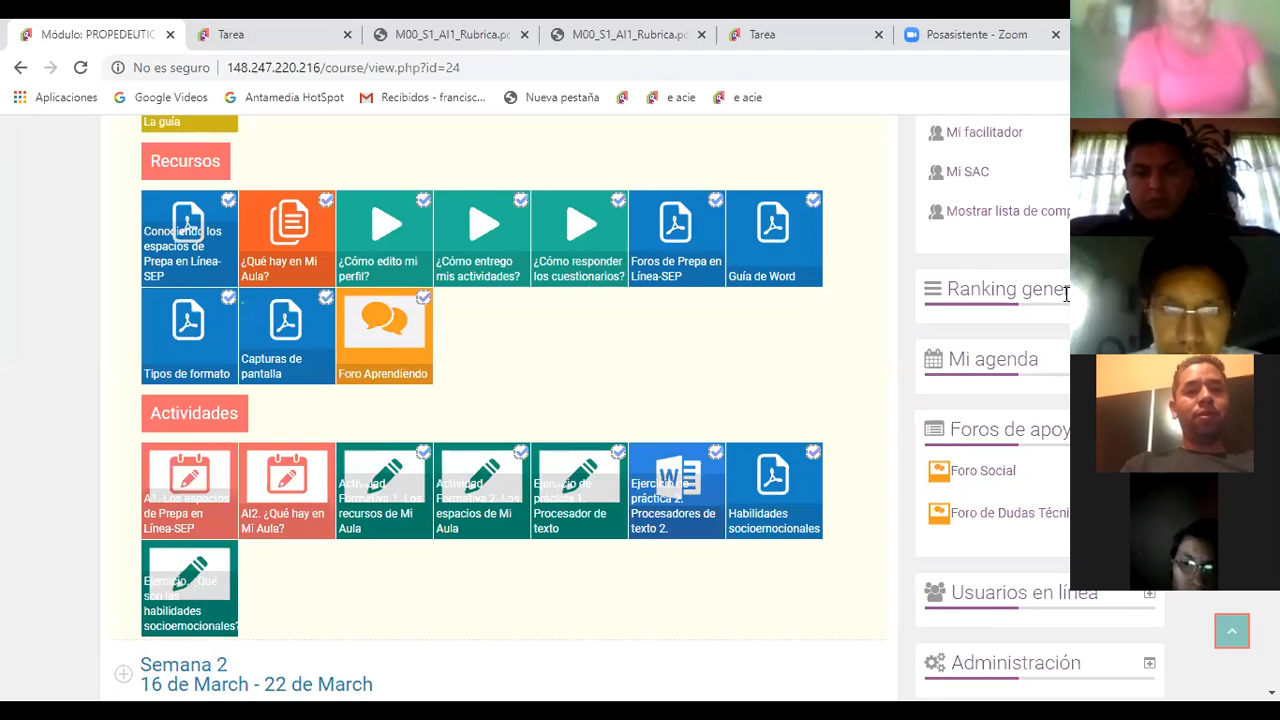 Módulo: PROPEDEUTIC
Tarea
M00_S1_AI1_Rubrica.pc
M00_S1_AI1_Rubrica.pc
Tarea
Posasistente - Zoom
No es seguro
148.247.220.216/course/view.php?id=24
Aplicaciones
Google Videos
Antamedia HotSpot
Recibidos - francisc...
Nueva pestaña
e acie
e acie
La guía
Recursos
Conociendo los
espacios de
Prepa en Línea-
SEP
¿Qué hay en Mi
Aula?
¿Cómo edito mi
perfil?
¿Cómo entrego
mis actividades?
¿Cómo responder
los cuestionarios?
Foros de Prepa en
Línea-SEP
Guía de Word
Tipos de formato
Capturas de
pantalla
Foro Aprendiendo
Actividades
AI1. Los espacios
de Prepa en
Línea-SEP
AI2. ¿Qué hay en
Mi Aula?
Actividad
Formativa 1. Los
recursos de Mi
Aula
Actividad
Formativa 2. Los
espacios de Mi
Aula
Ejercicio de
práctica 1.
Procesador de
texto
Ejercicio de
práctica 2.
Procesadores de
texto 2.
Habilidades
socioemocionales
Ejercicio. ¿Qué
son las
habilidades
socioemocionales?
Semana 2
16 de March - 22 de March
Mi facilitador
Mi SAC
Mostrar lista de comp
Ranking gene
Mi agenda
Foros de apoy
Foro Social
Foro de Dudas Técni
Usuarios en línea
Administración